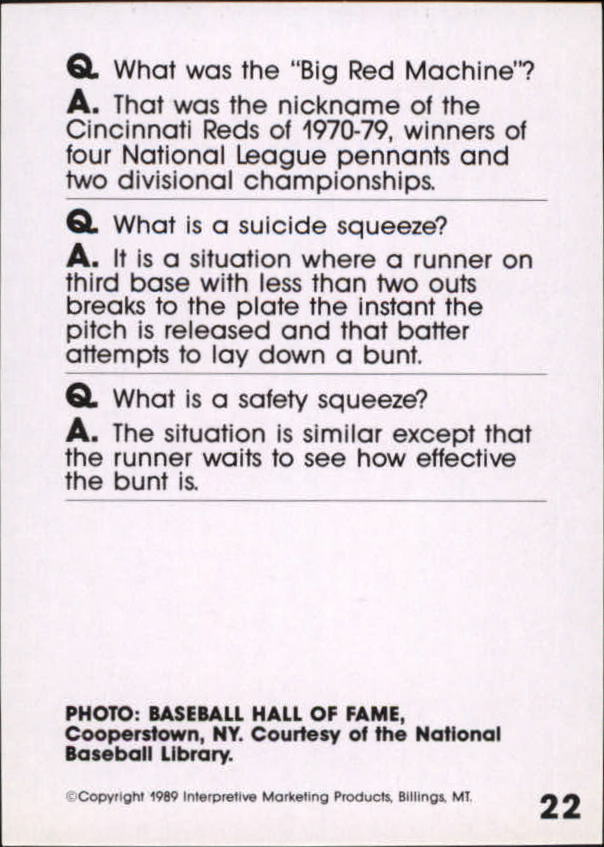 Q. What was the "Big Red Machine"?
A. That was the nickname of the
Cincinnati Reds of 1970-79, winners of
four National League pennants and
two divisional championships.
Q. What is a suicide squeeze?
A. It is a situation where a runner on
third base with less than two outs
breaks to the plate the instant the
pitch is released and that batter
attempts to lay down a bunt.
Q. What is a safety squeeze?
A. The situation is similar except that
the runner waits to see how effective
the bunt is.
PHOTO: BASEBALL HALL OF FAME,
Cooperstown, NY. Courtesy of the National
Baseball Library.
©Copyright 1989 Interpretive Marketing Products, Billings, MT.
22